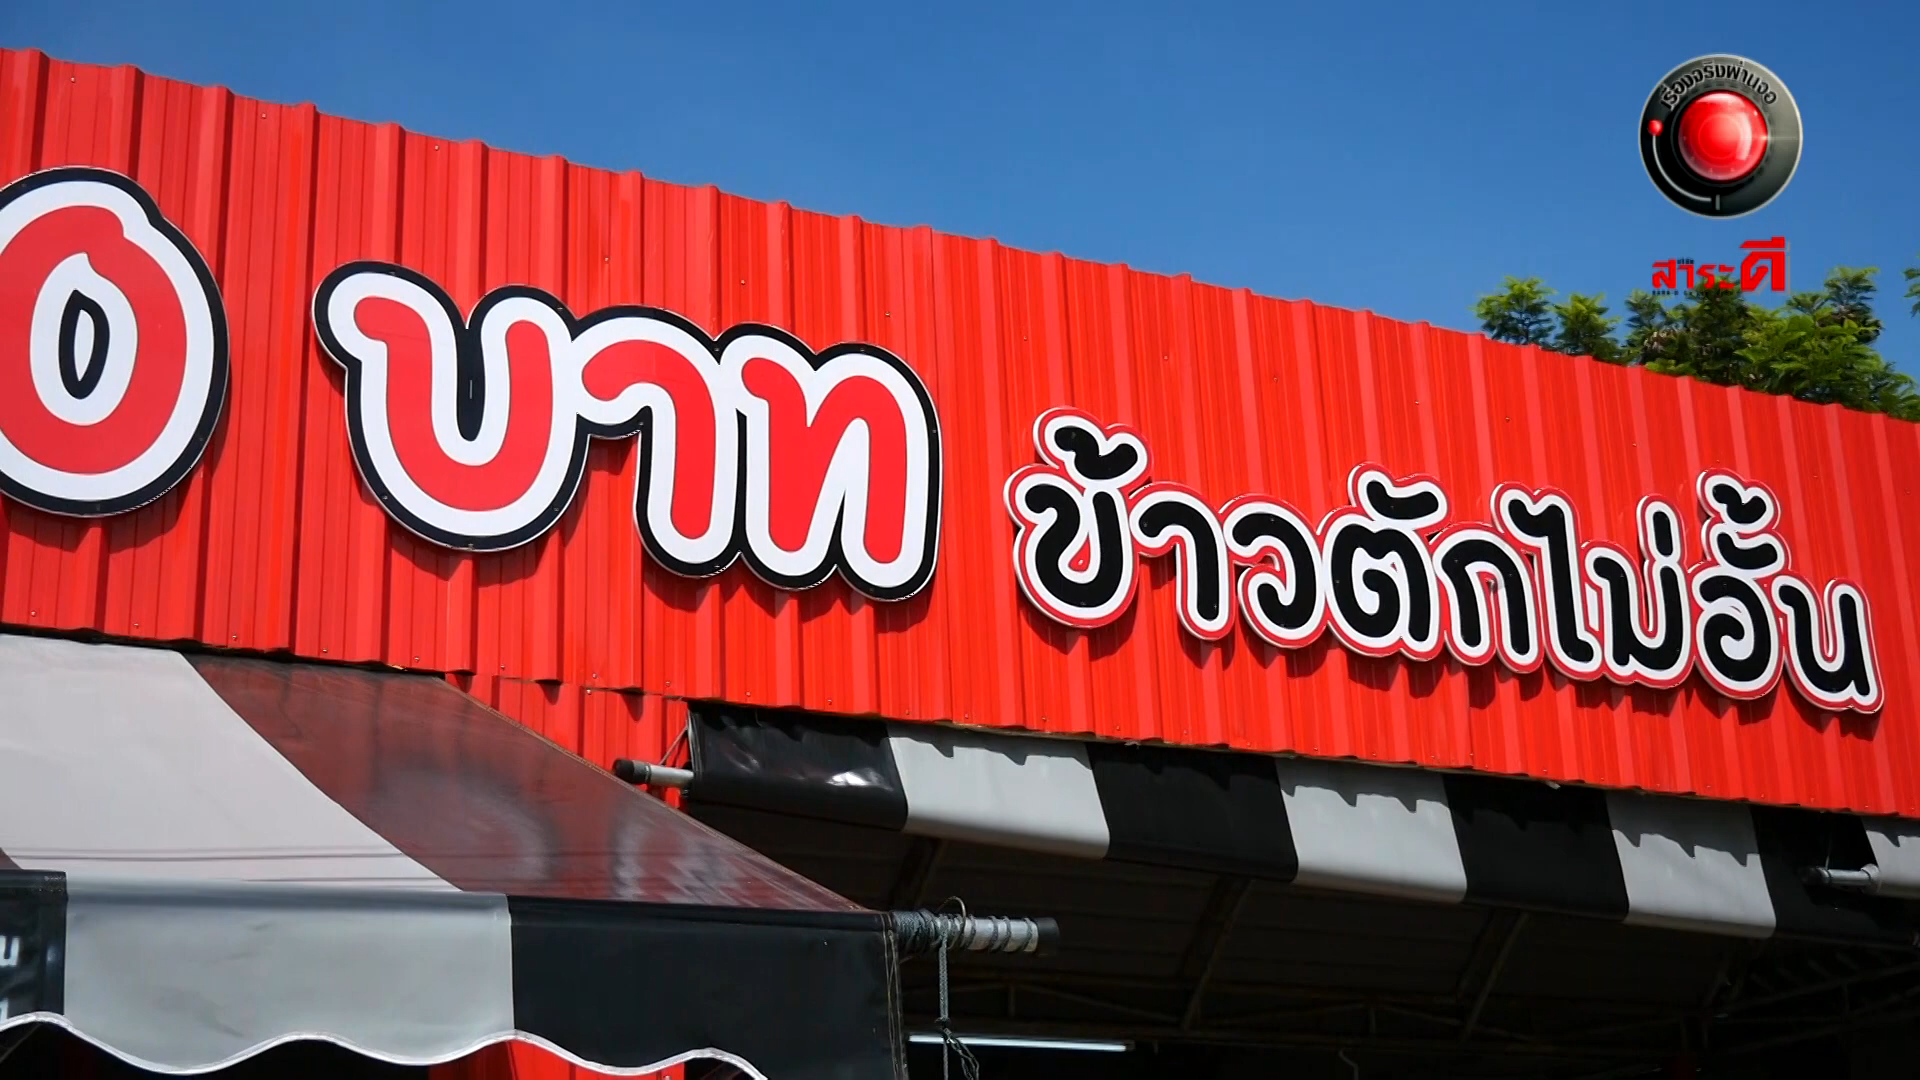 0 บาท ข้าวตักไม่อั้น
เรื่องจริงผ่านจอ
สาระดี